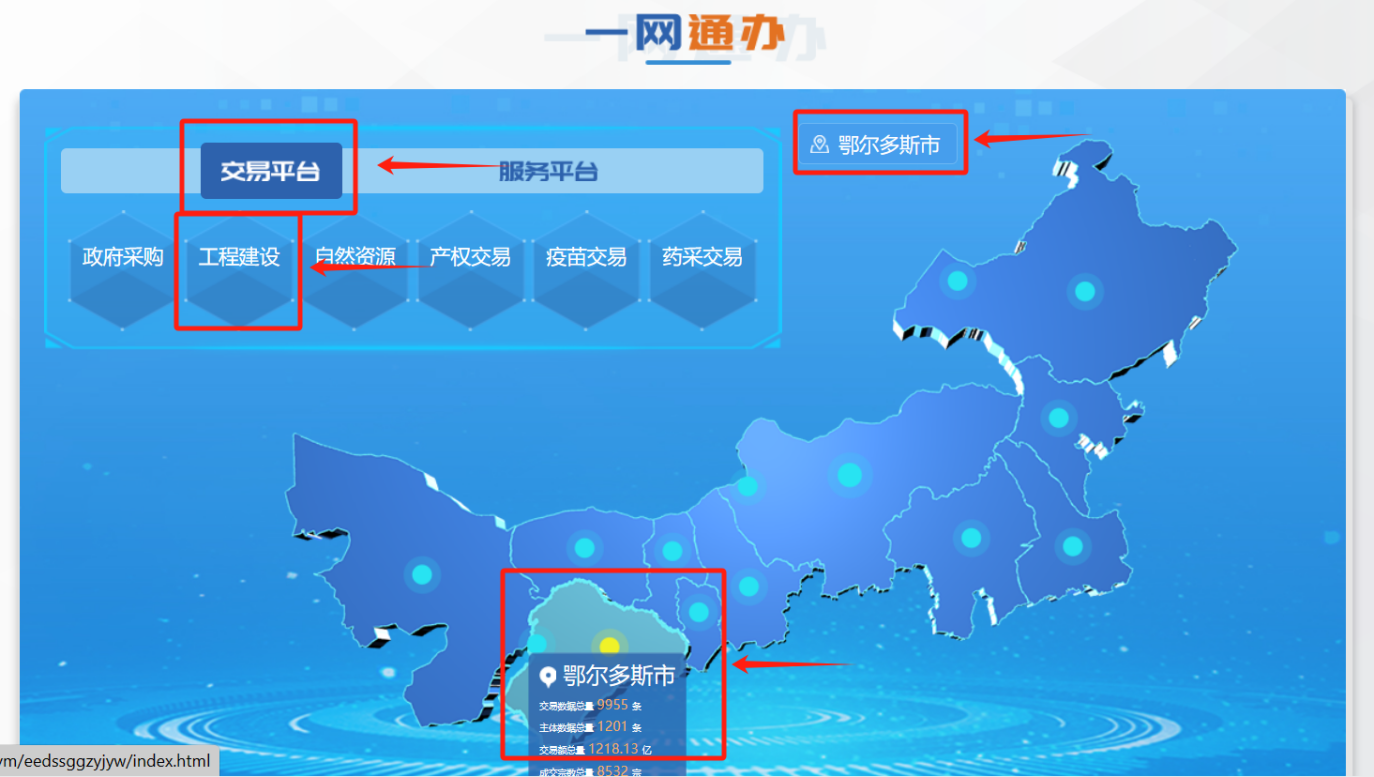 一网通办
鄂尔多斯市
交易平台
服务平台
政府采购
工程建设
自然资源
产权交易
疫苗交易
药采交易
鄂尔多斯市
交易数据总量 9955 条
主体数据总量 1201 条
交易额总量 1218.13 亿
成交宗数总量 8532 宗
ym/eedssggzyjyw/index.html